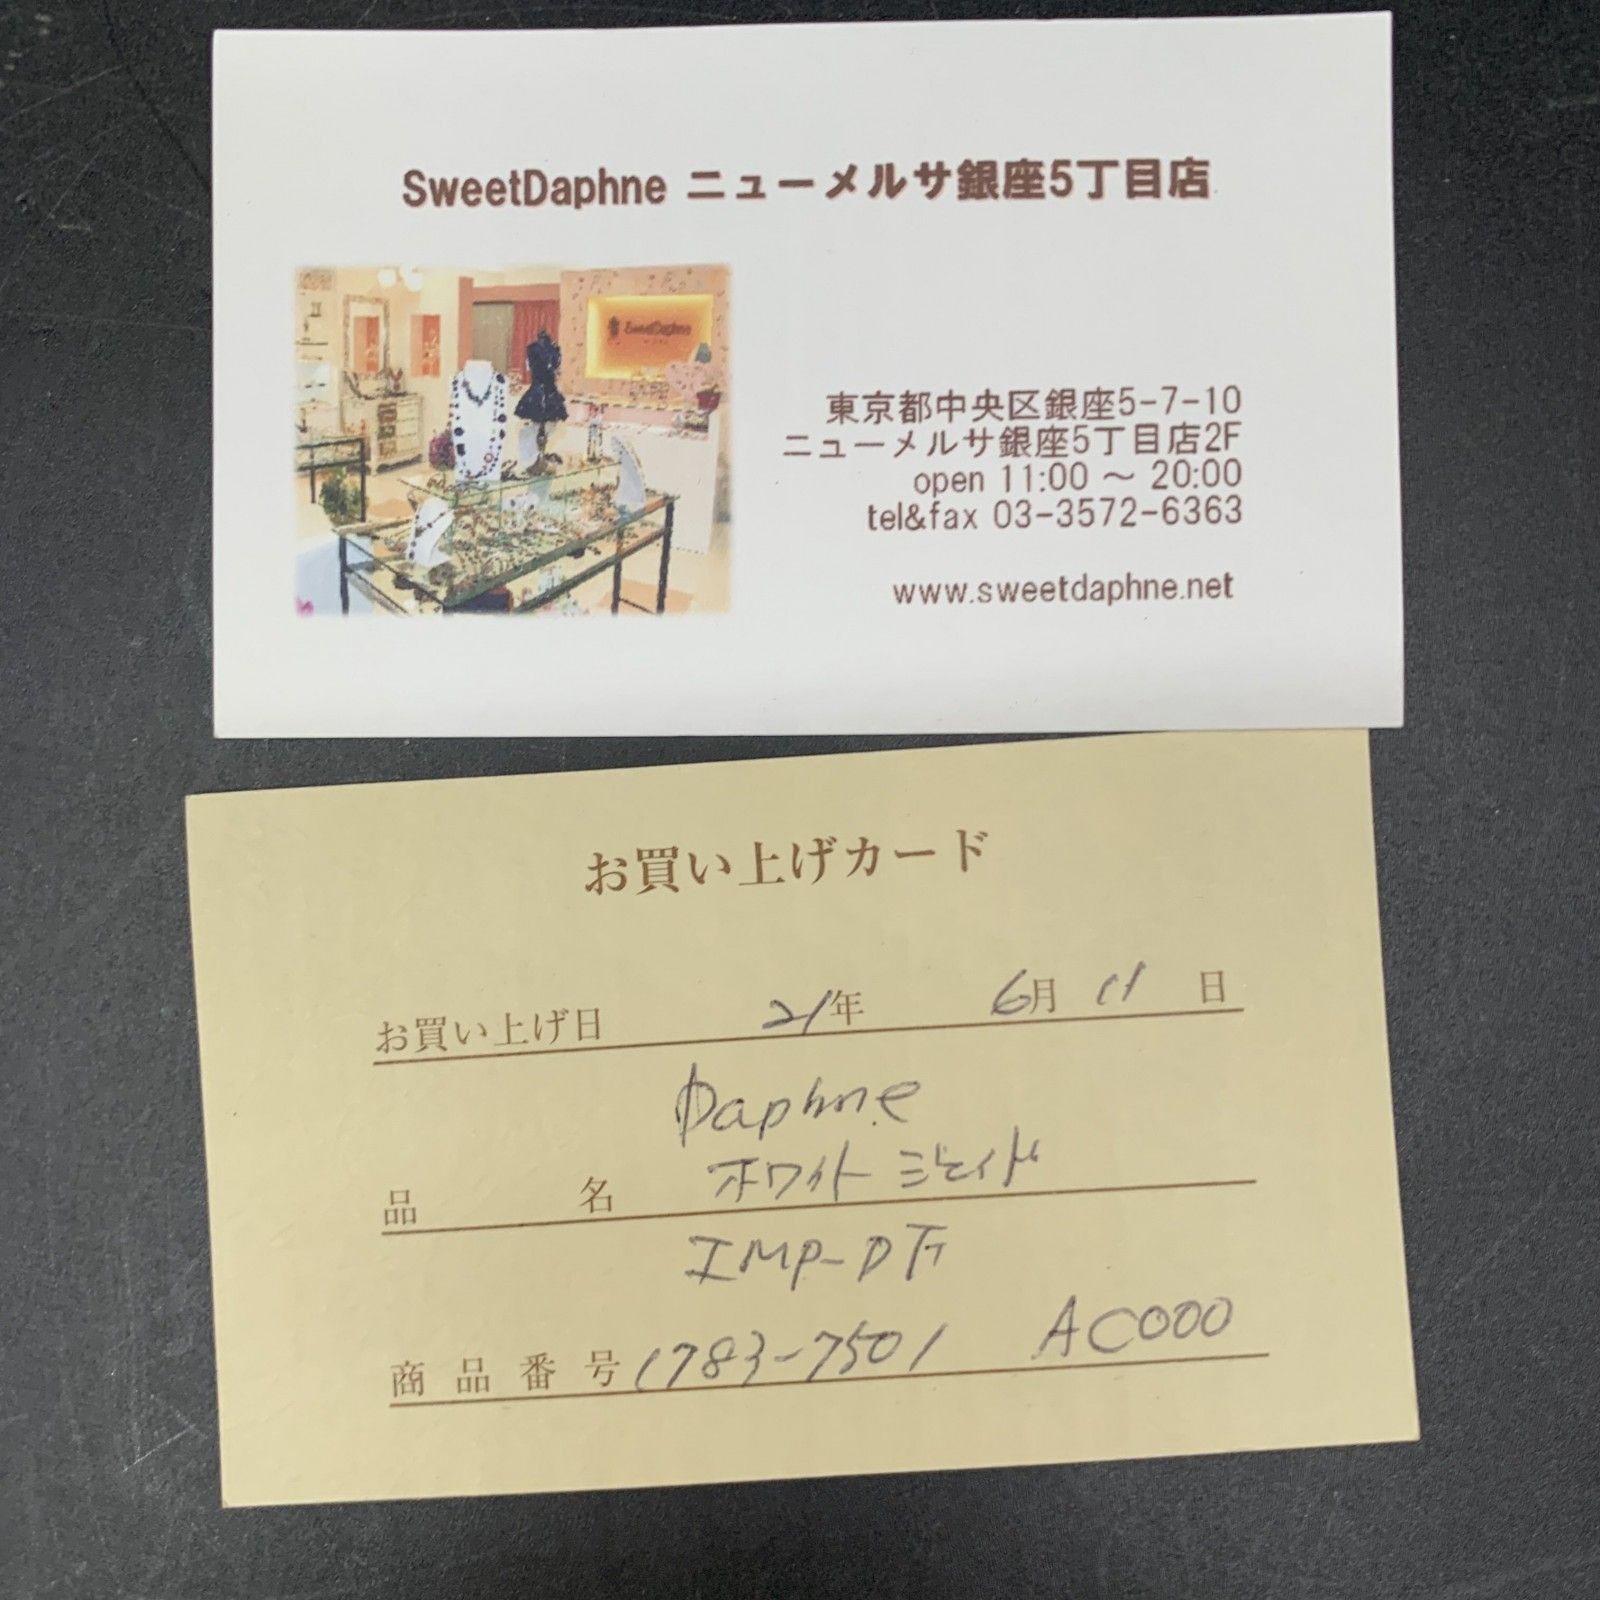 SweetDaphne ニューメルサ銀座5丁目店
SweetDaphne
東京都中央区銀座5-7-10
ニューメルサ銀座5丁目店2F
open 11:00 ～ 20:00
tel&fax 03-3572-6363
www.sweetdaphne.net
お買い上げカード
お買い上げ日 21年 6月 11日
Daphne
品名 ホワイト ジェイド
IMP-D
商品番号 1783-7501 AC000